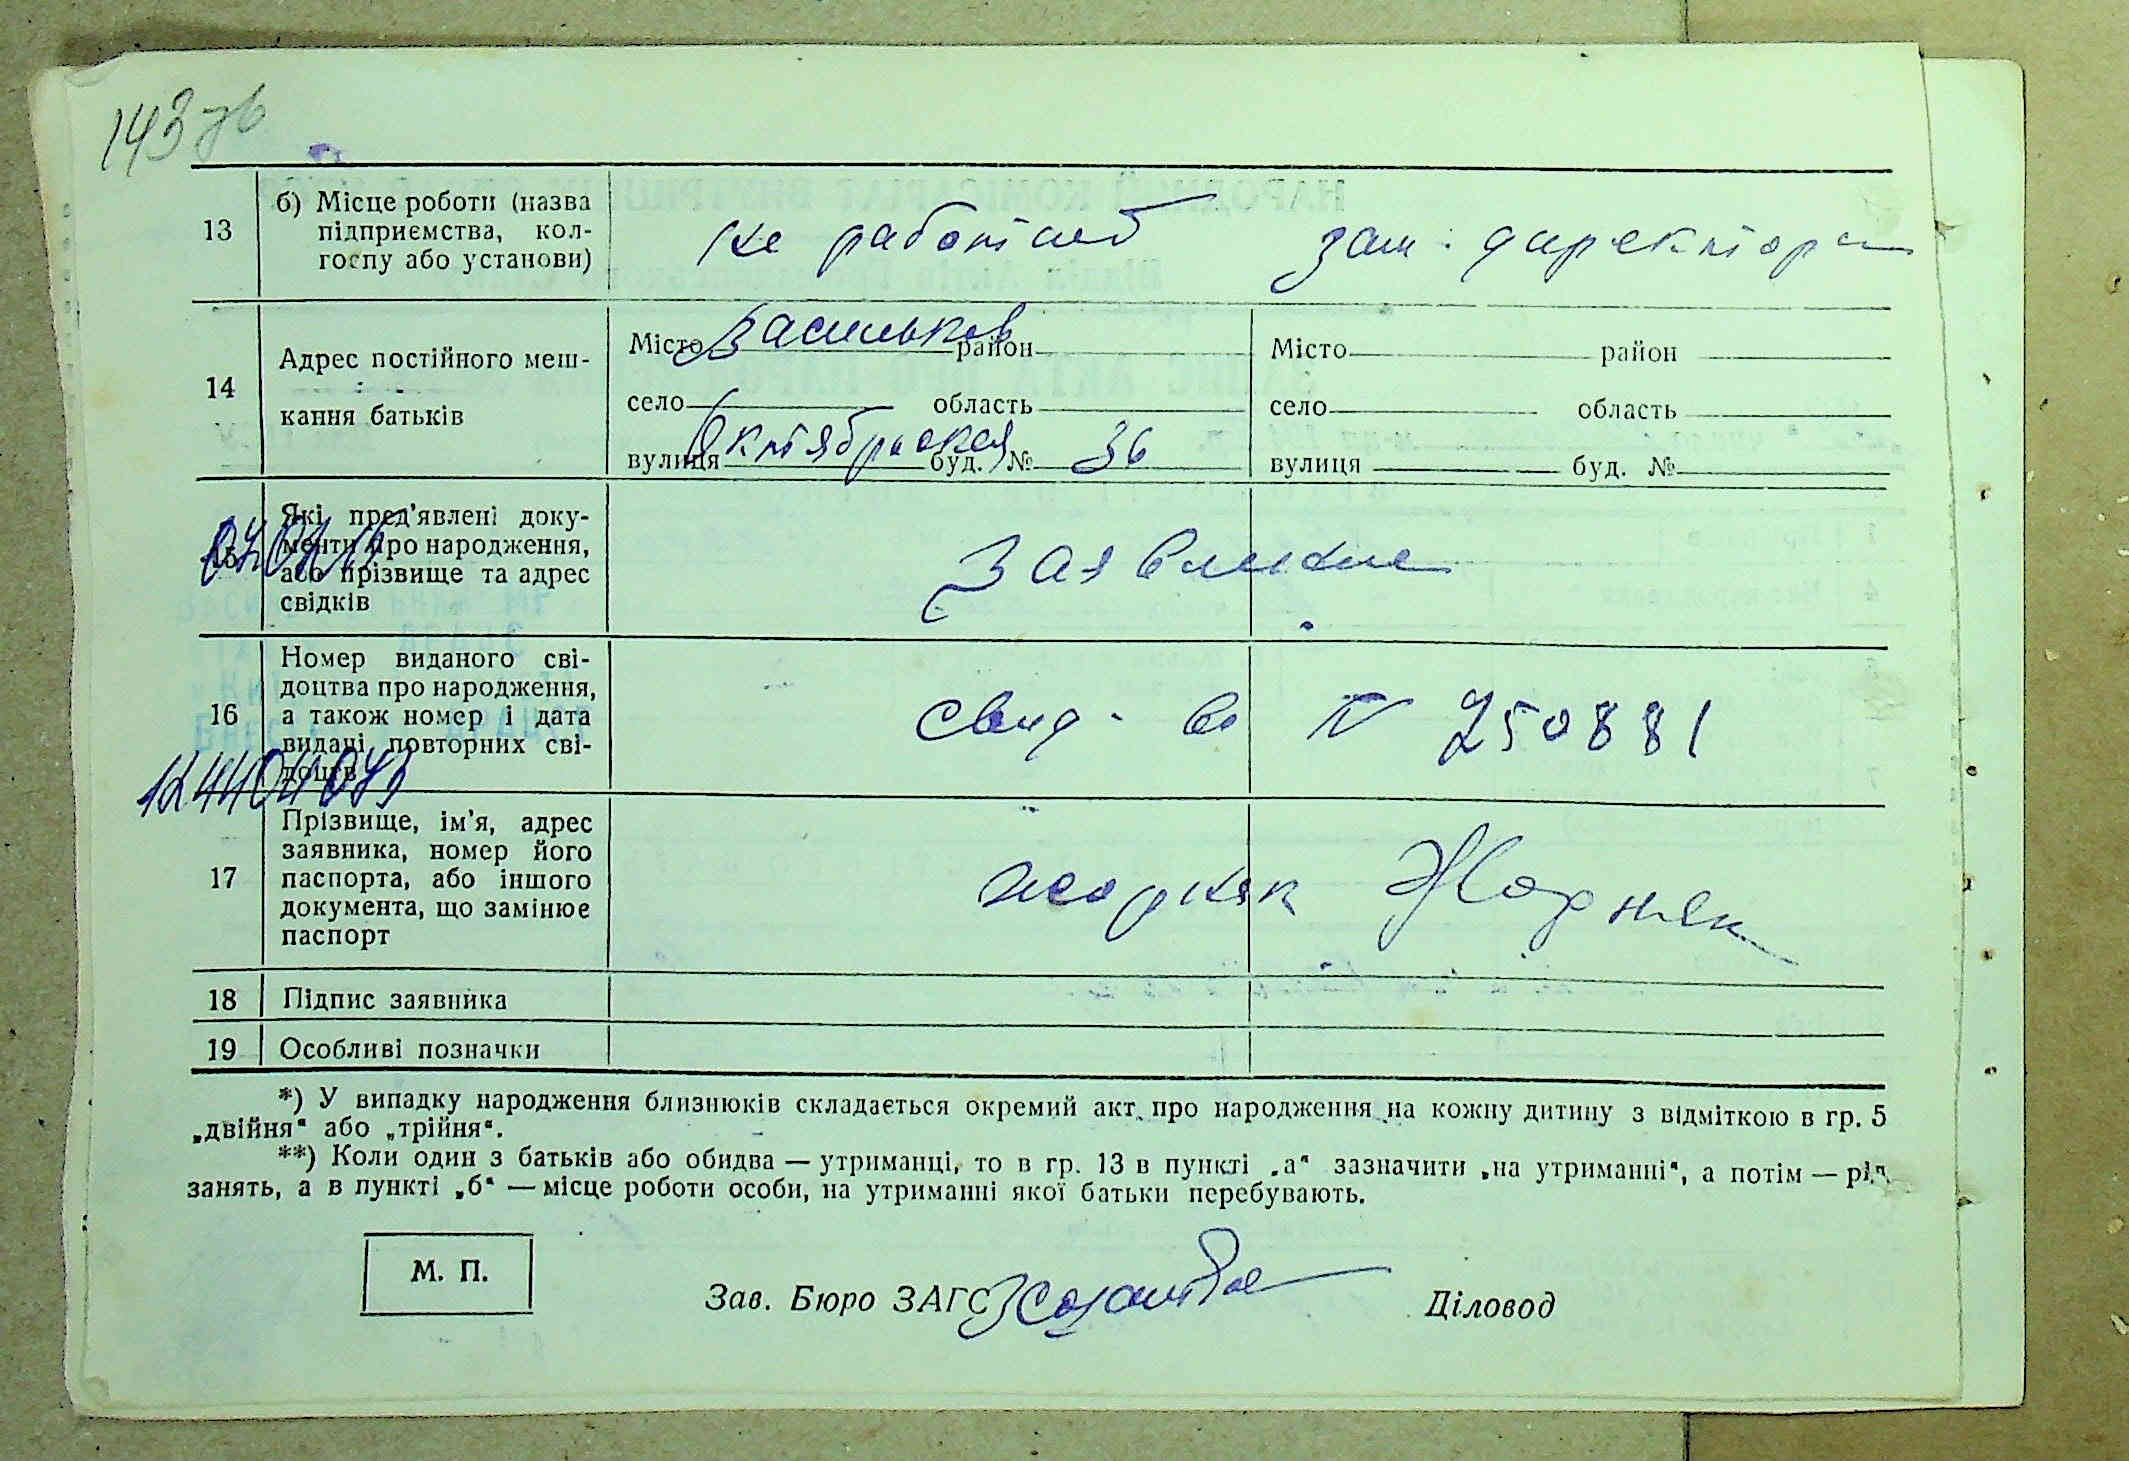 143 зв
13
б) Місце роботи (назва
підприємства, кол-
госпу або установи)
не работает
зам. директора
14
Адрес постійного меш-
кання батьків
Місто Васильков район
село область
вулиця Октябрьская буд. № 36
Місто район
село область
вулиця буд. №
15
Які пред'явлені доку-
менти про народження,
або прізвище та адрес
свідків
Заявление
16
Номер виданого сві-
доцтва про народження,
а також номер і дата
видачі повторних сві-
доцтв
свид-во N 250881
17
Прізвище, ім'я, адрес
заявника, номер його
паспорта, або іншого
документа, що замінює
паспорт
Жорняк Жорняк
18 Підпис заявника
19 Особливі позначки
*) У випадку народження близнюків складається окремий акт про народження на кожну дитину з відміткою в гр. 5
„двійня“ або „трійня“.
**) Коли один з батьків або обидва — утриманці, то в гр. 13 в пункті „а“ зазначити „на утриманні“, а потім — рід
занять, а в пункті „б“ — місце роботи особи, на утриманні якої батьки перебувають.
М. П.
Зав. Бюро ЗАГС
Діловод